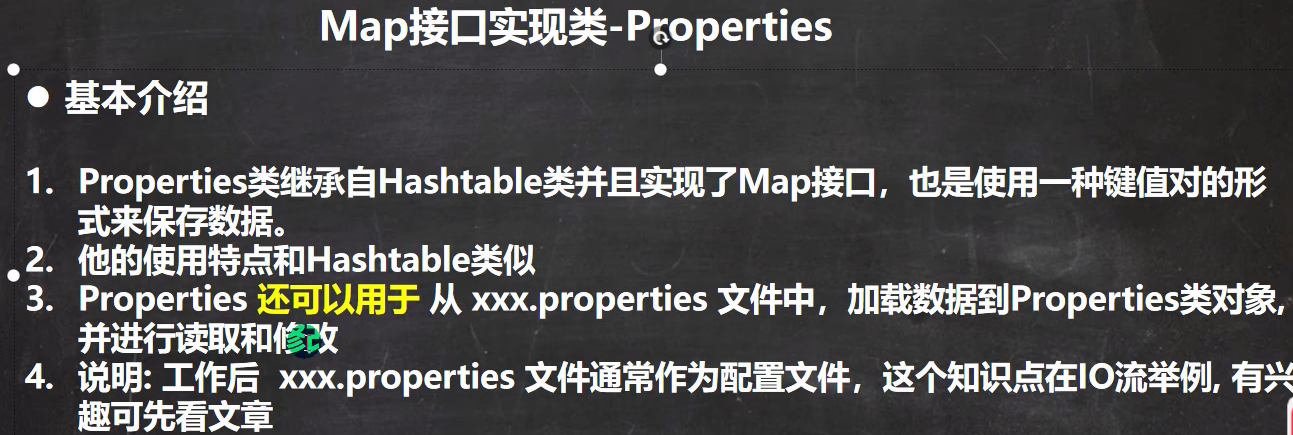 Map接口实现类-Properties
● 基本介绍
1. Properties类继承自Hashtable类并且实现了Map接口，也是使用一种键值对的形
式来保存数据。
2. 他的使用特点和Hashtable类似
3. Properties 还可以用于 从 xxx.properties 文件中，加载数据到Properties类对象,
并进行读取和修改
4. 说明: 工作后 xxx.properties 文件通常作为配置文件，这个知识点在IO流举例, 有兴
趣可先看文章